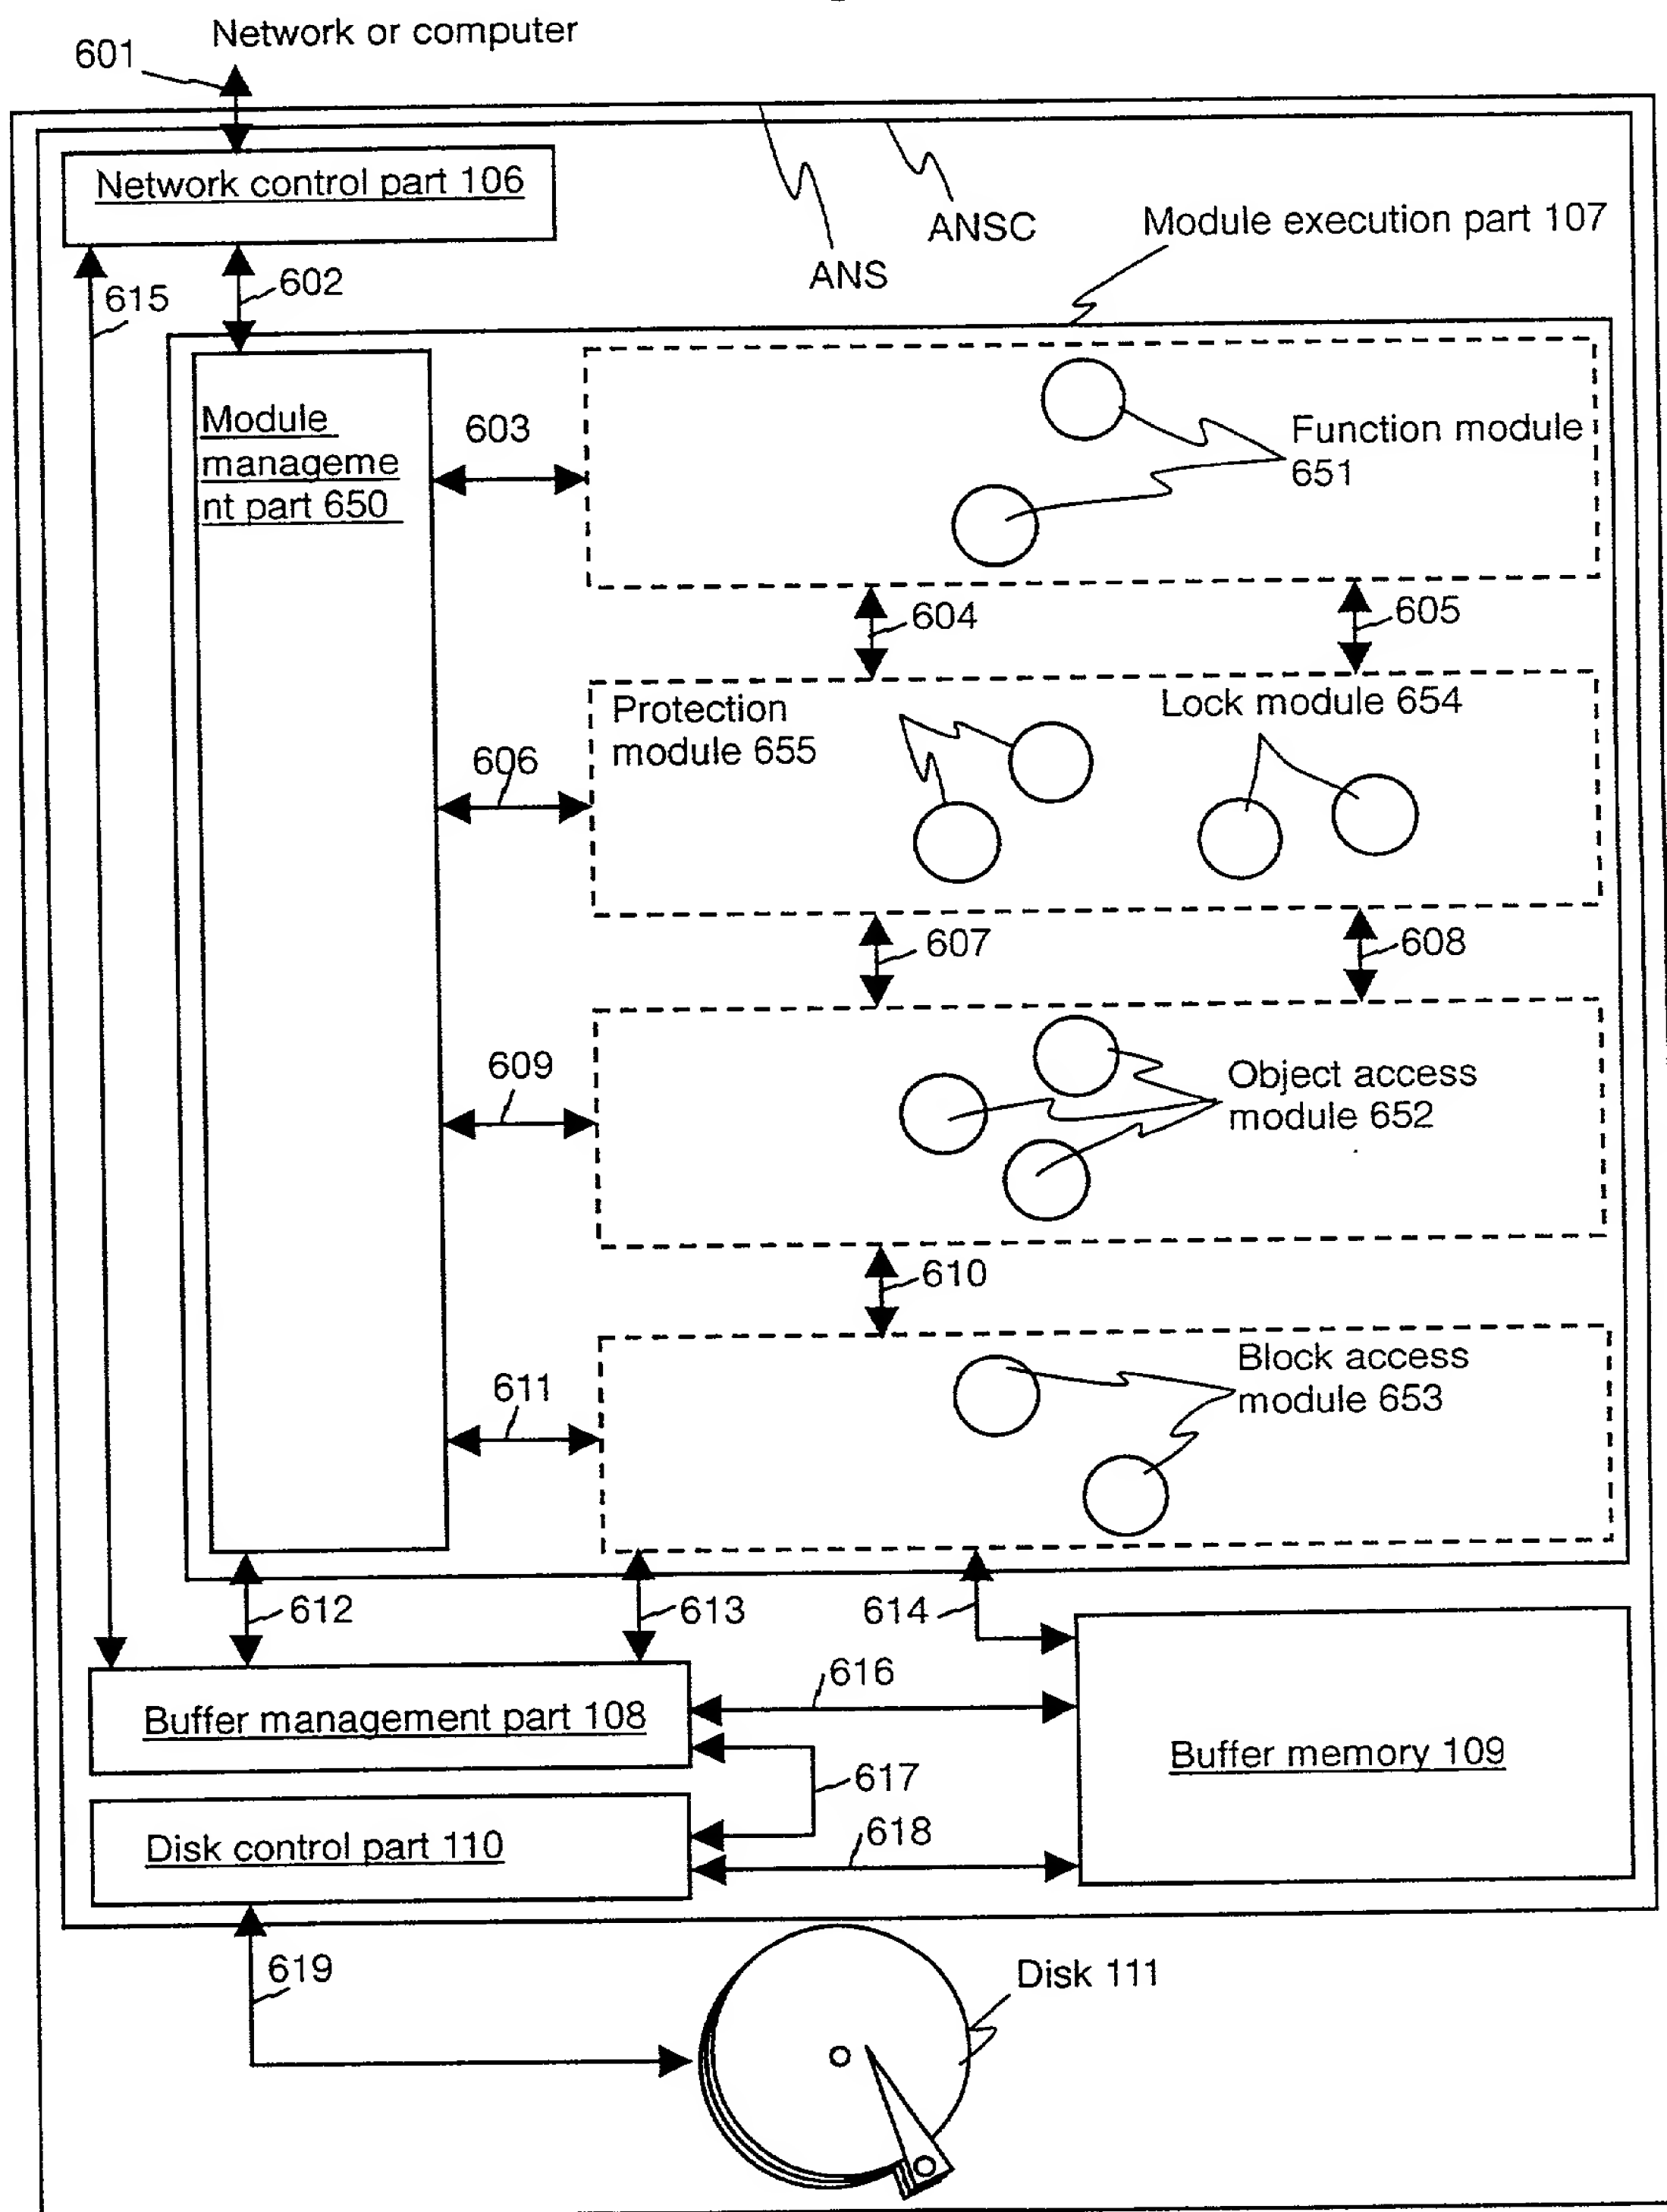 Network or computer
601
Network control part 106
ANSC
Module execution part 107
ANS
602
615
Module
manageme
nt part 650
603
Function module
651
604
605
Protection
module 655
Lock module 654
606
607
608
609
Object access
module 652
610
Block access
module 653
611
612
613
614
616
Buffer management part 108
Buffer memory 109
617
618
Disk control part 110
619
Disk 111